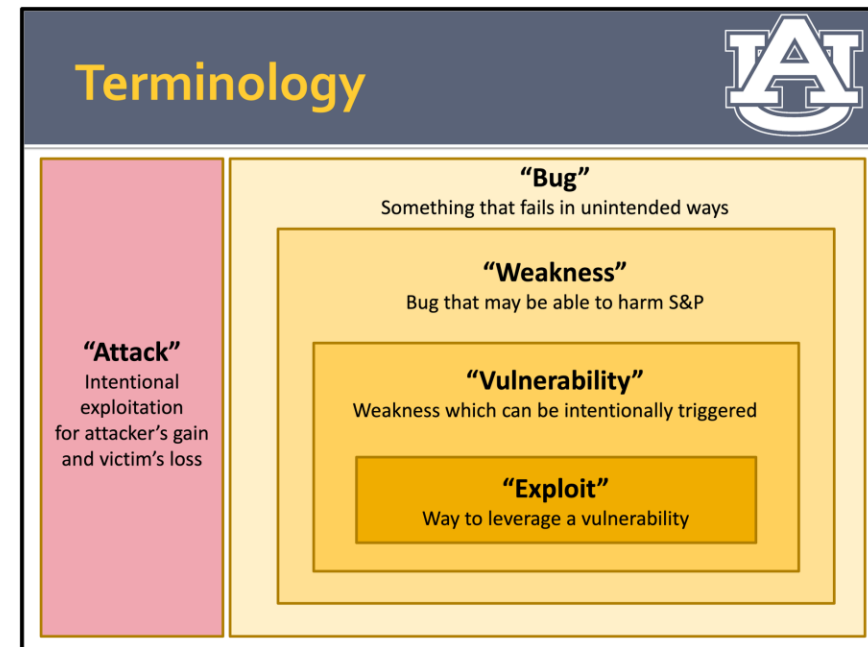 Terminology
AU
“Attack”
Intentional
exploitation
for attacker’s gain
and victim’s loss
“Bug”
Something that fails in unintended ways
“Weakness”
Bug that may be able to harm S&P
“Vulnerability”
Weakness which can be intentionally triggered
“Exploit”
Way to leverage a vulnerability